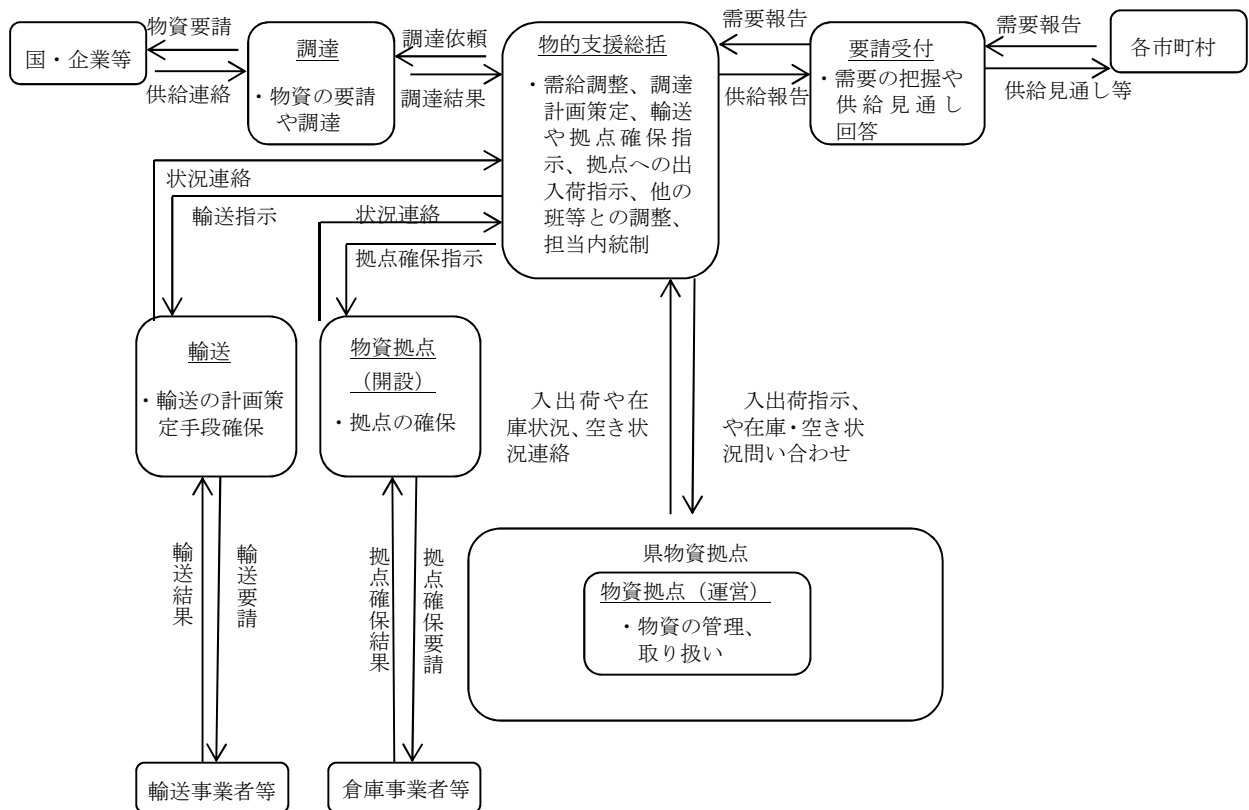 物資要請
国・企業等
供給連絡
調達
・物資の要請
や調達
調達依頼
調達結果
物的支援総括
・需給調整、調達
計画策定、輸送
や拠点確保指
示、拠点への出
入荷指示、他の
班等との調整、
担当内統制
需要報告
供給報告
要請受付
・需要の把握や
供給見通し
回答
需要報告
供給見通し等
各市町村
状況連絡
輸送指示
状況連絡
拠点確保指示
輸送
・輸送の計画策
定手段確保
物資拠点
（開設）
・拠点の確保
入出荷や在
庫状況、空き状
況連絡
入出荷指示、
や在庫・空き状
況問い合わせ
輸送結果
輸送要請
拠点確保結果
拠点確保要請
県物資拠点
物資拠点（運営）
・物資の管理、
取り扱い
輸送事業者等
倉庫事業者等